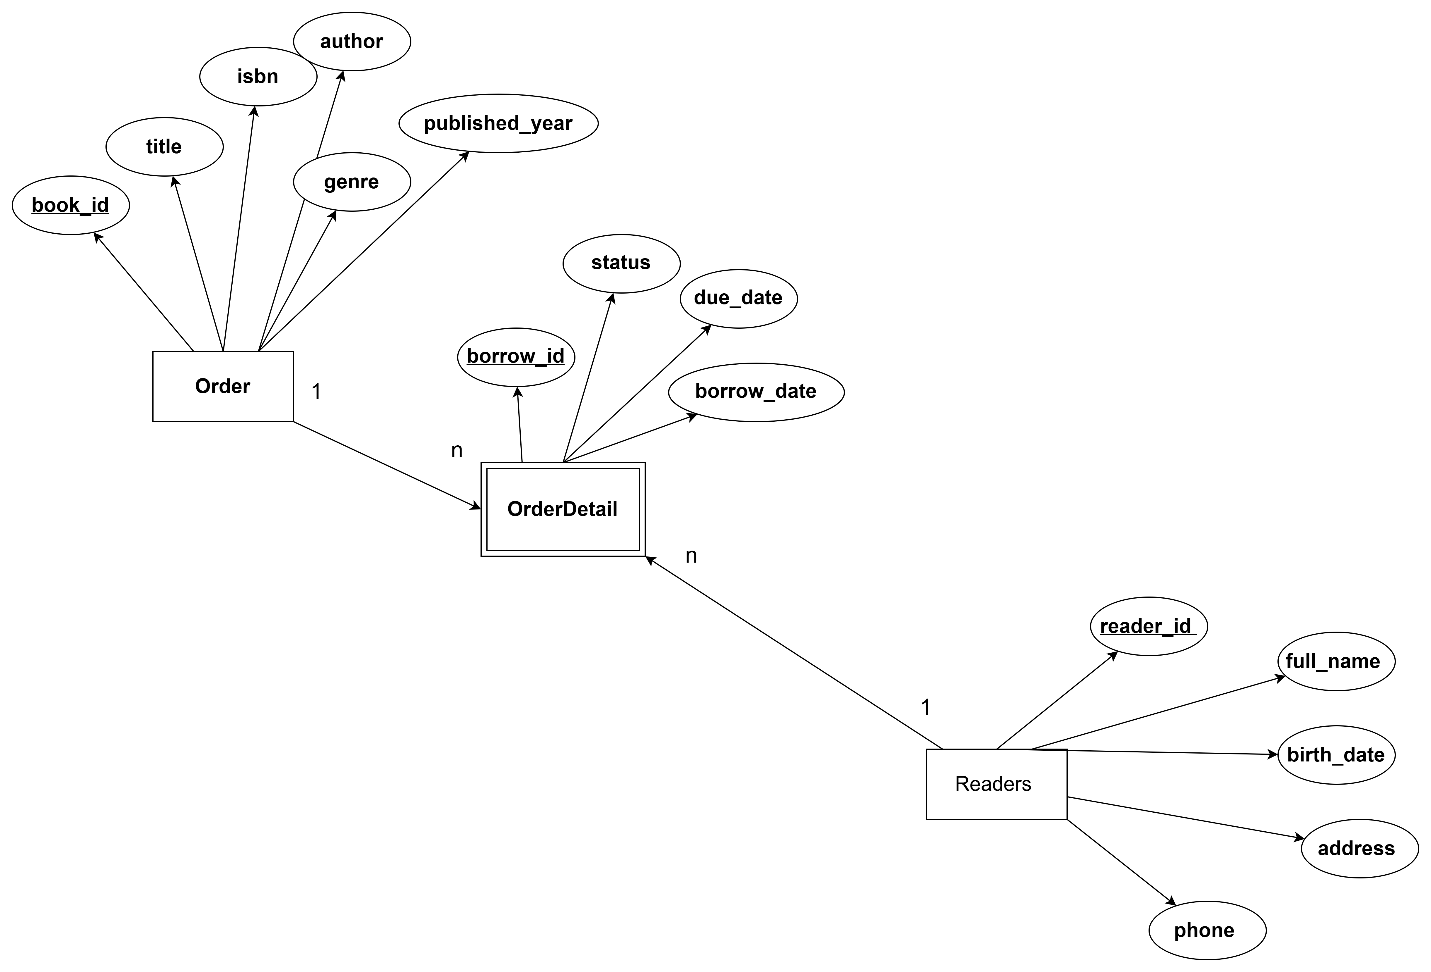 author
isbn
published_year
title
genre
book_id
status
due_date
borrow_id
Order
1
borrow_date
n
OrderDetail
n
reader_id
full_name
1
birth_date
Readers
address
phone